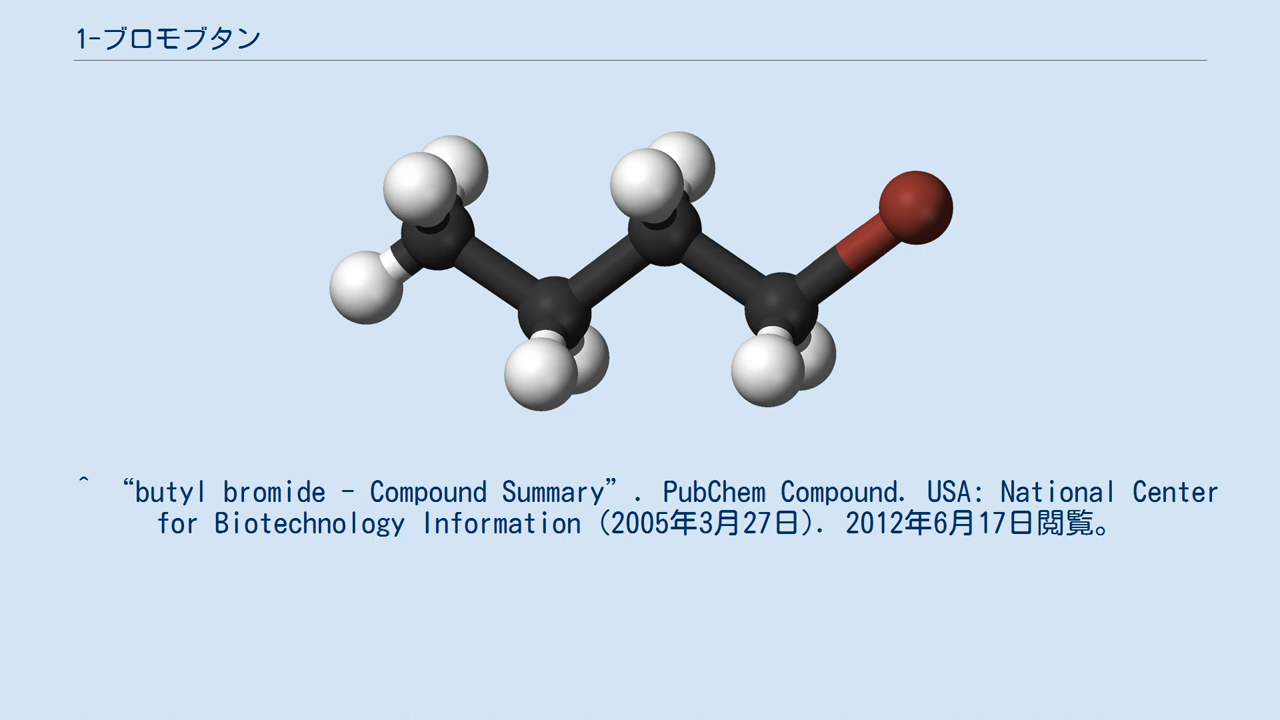 1-ブロモブタン
^ “butyl bromide - Compound Summary”. PubChem Compound. USA: National Center
for Biotechnology Information (2005年3月27日). 2012年6月17日閲覧。